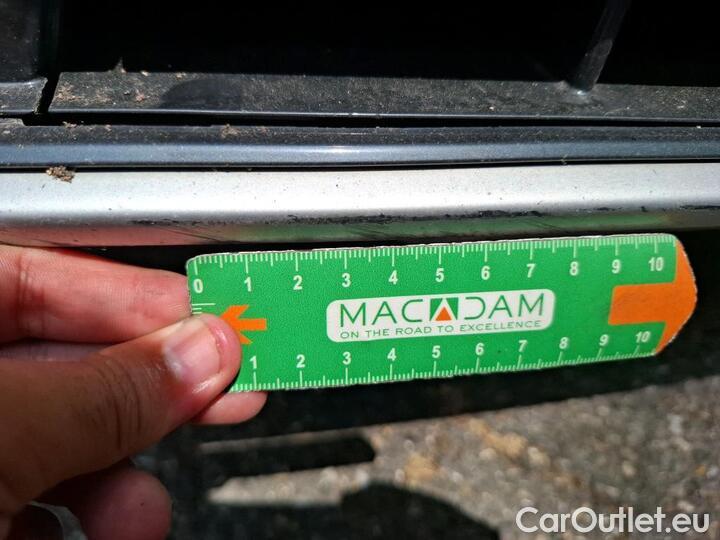 0 1 2 3 4 5 6 7 8 9 10
MACADAM
ON THE ROAD TO EXCELLENCE
1 2 3 4 5 6 7 8 9 10
CarOutlet.eu